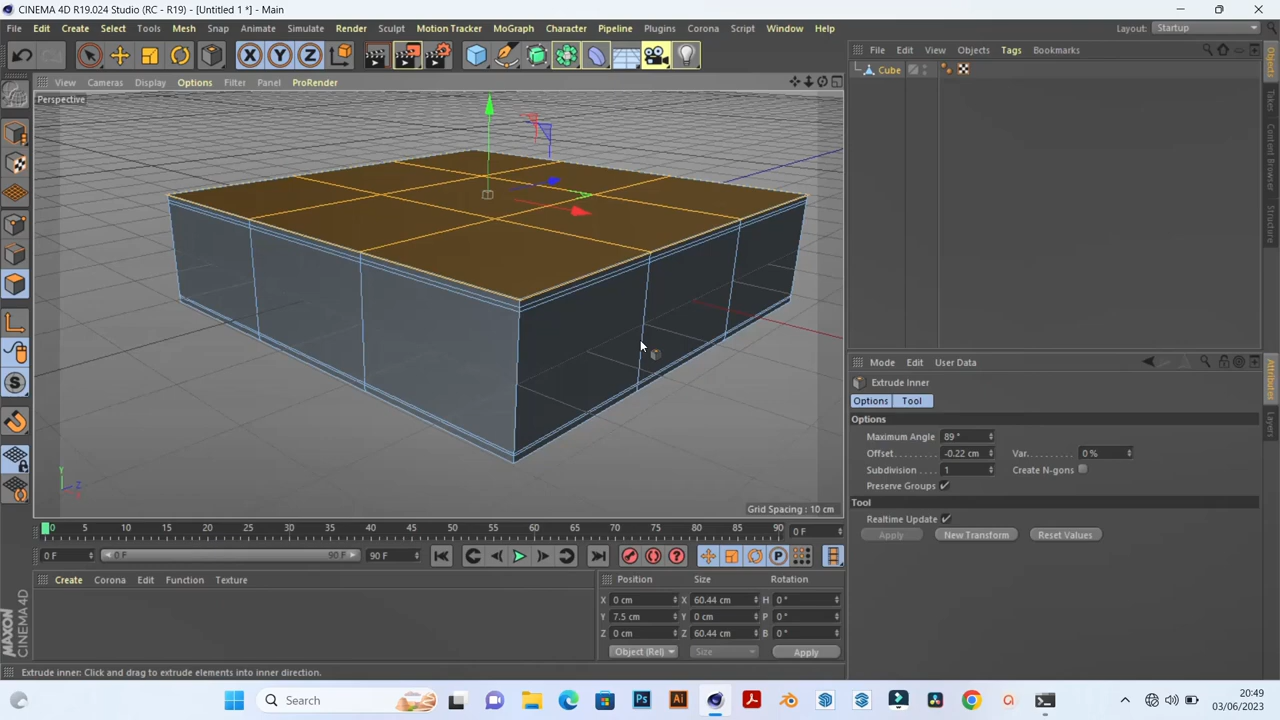 CINEMA 4D R19.024 Studio (RC - R19) - [Untitled 1 *] - Main
File Edit Create Select Tools Mesh Snap Animate Simulate Render Sculpt Motion Tracker MoGraph Character Pipeline Plugins Corona Script Window Help
Layout: Startup
X Y Z
File Edit View Objects Tags Bookmarks
View Cameras Display Options Filter Panel ProRender
Cube
Perspective
Objects
Takes
Content Browser
Structure
Mode Edit User Data
Extrude Inner
Options Tool
Options
Maximum Angle 89 °
Offset -0.22 cm Var. 0 %
Subdivision 1 Create N-gons
Preserve Groups
Tool
Realtime Update
Apply New Transform Reset Values
Attributes
Layers
Y
Z
Grid Spacing : 10 cm
0 5 10 15 20 25 30 35 40 45 50 55 60 65 70 75 80 85 90 0 F
0 F 0 F 90 F 90 F
Create Corona Edit Function Texture
Position Size Rotation
X 0 cm X 60.44 cm H 0 °
Y 7.5 cm Y 0 cm P 0 °
Z 0 cm Z 60.44 cm B 0 °
Object (Rel) Size Apply
MAXON CINEMA 4D
Extrude inner: Click and drag to extrude elements into inner direction.
Search
20:49
03/06/2023